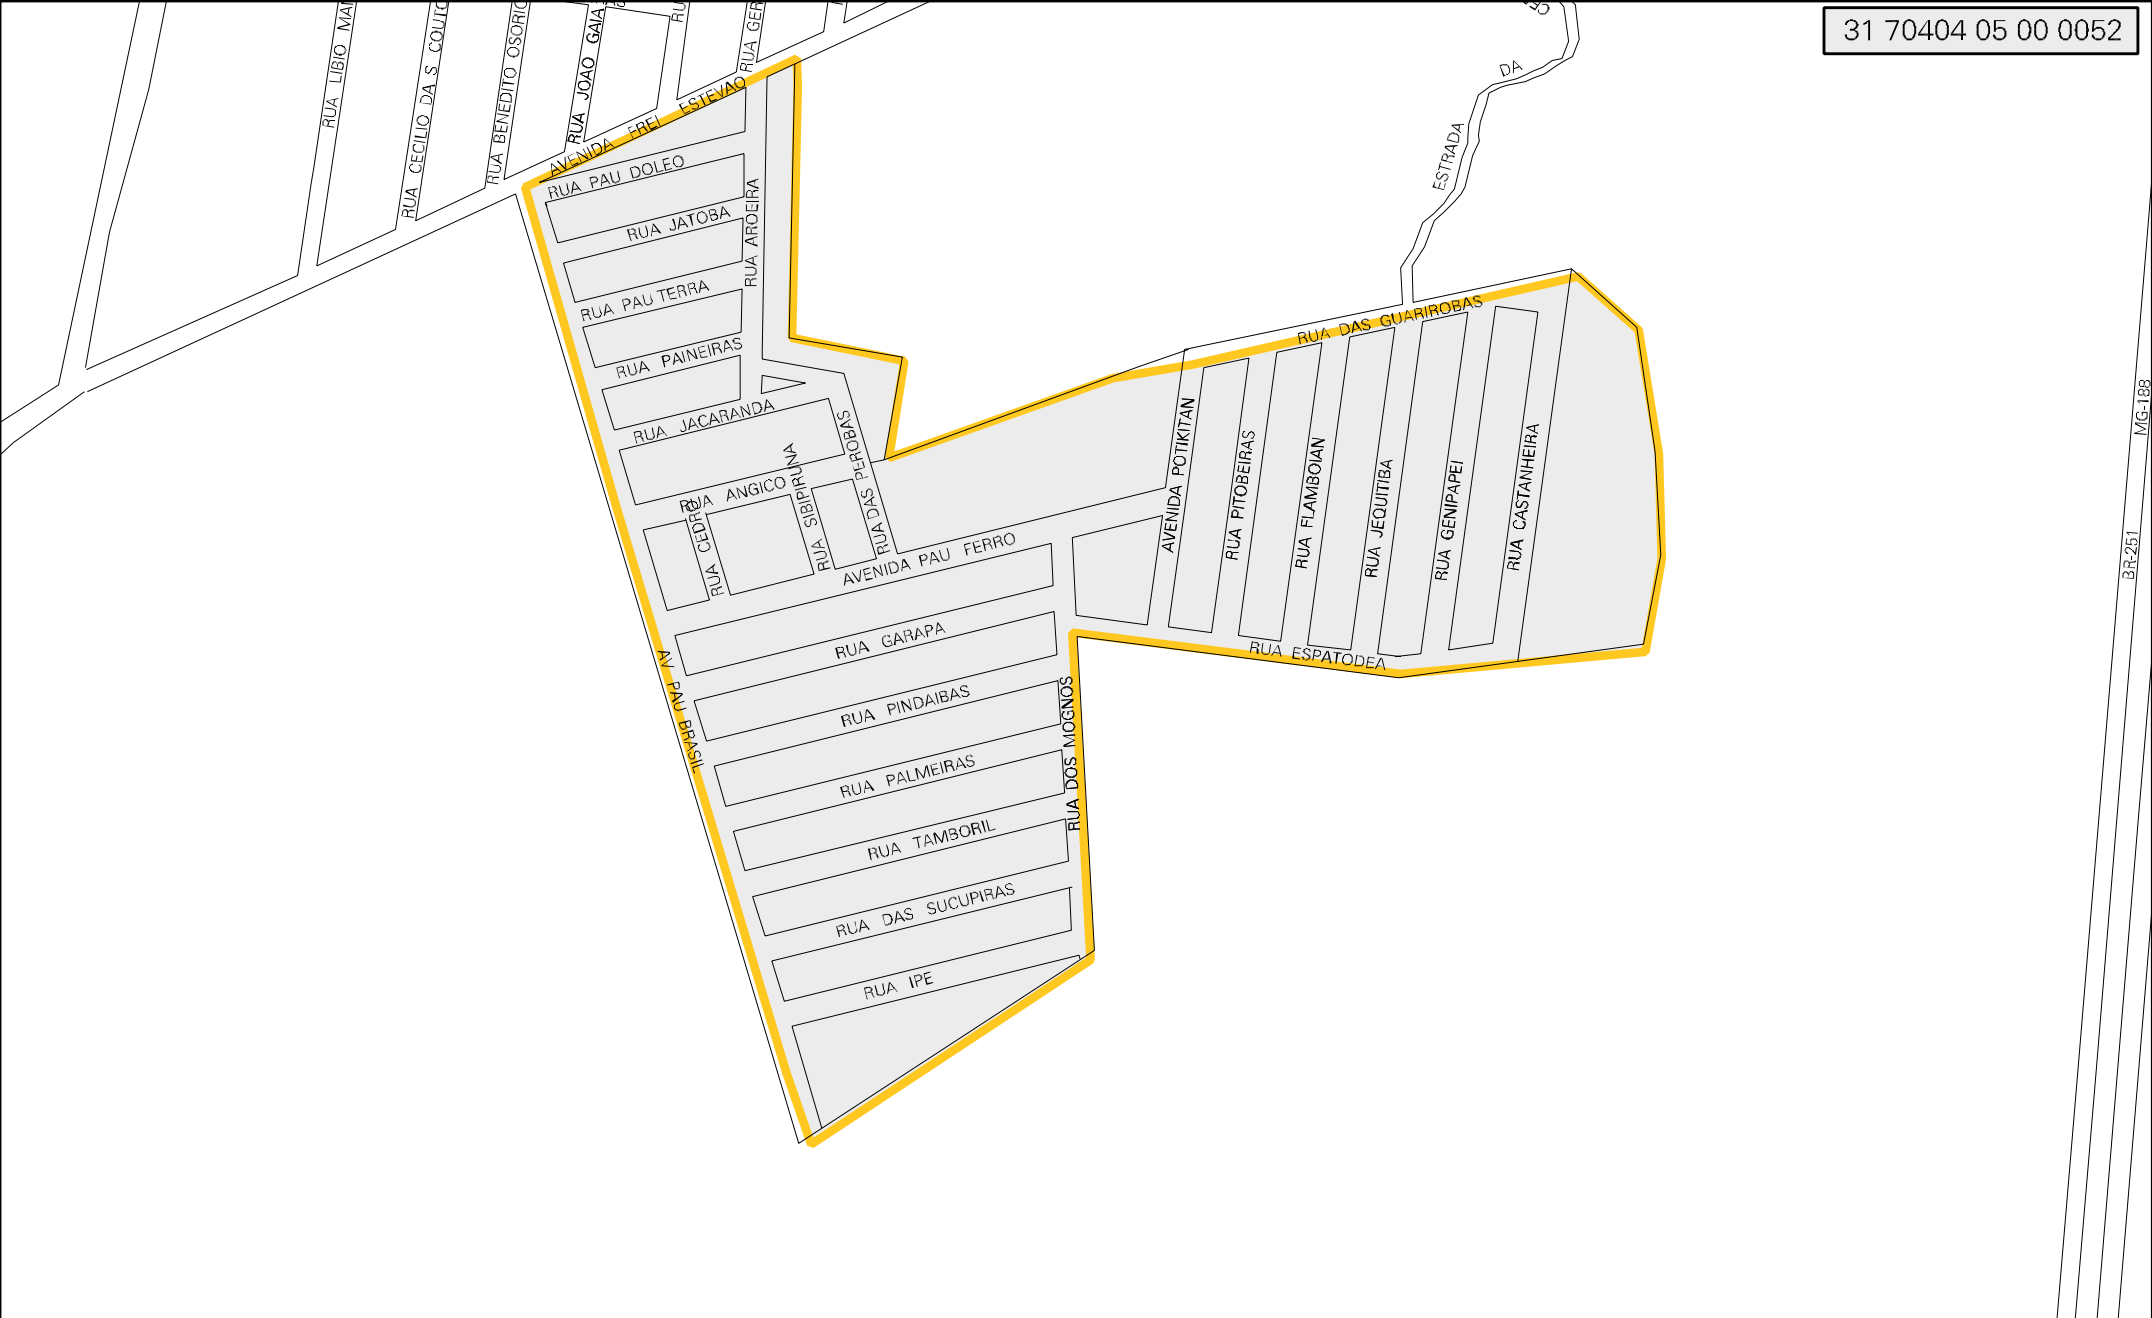 31 70404 05 00 0052
RUA LIBIO
RUA CECILIO DA S COUTO
RUA BENEDITO OSORIO
RUA JOAO GAIA
RUA GER
DA
ESTRADA
AVENIDA FREI ESTEVAO
RUA PAU DOLEO
RUA JATOBA
RUA AROEIRA
RUA PAU TERRA
RUA PAINEIRAS
RUA JACARANDA
RUA DAS PEROBAS
RUA ANGICO
RUA SIBIPIRUNA
RUA CEDRO
AVENIDA PAU FERRO
RUA DAS GUARIROBAS
AVENIDA POTIKITAN
RUA PITOBEIRAS
RUA FLAMBOIAN
RUA JEQUITIBA
RUA GENIPAPEI
RUA CASTANHEIRA
RUA ESPATODEA
MG-188
BR-251
RUA GARAPA
AV PAU BRASIL
RUA PINDAIBAS
RUA DOS MOGNOS
RUA PALMEIRAS
RUA TAMBORIL
RUA DAS SUCUPIRAS
RUA IPE